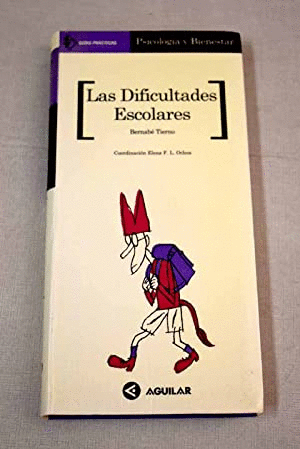 GUÍAS PRÁCTICAS
Psicología y Bienestar
Las Dificultades
Escolares
Bernabé Tierno
Coordinación Elena F. L. Ochoa
AGUILAR